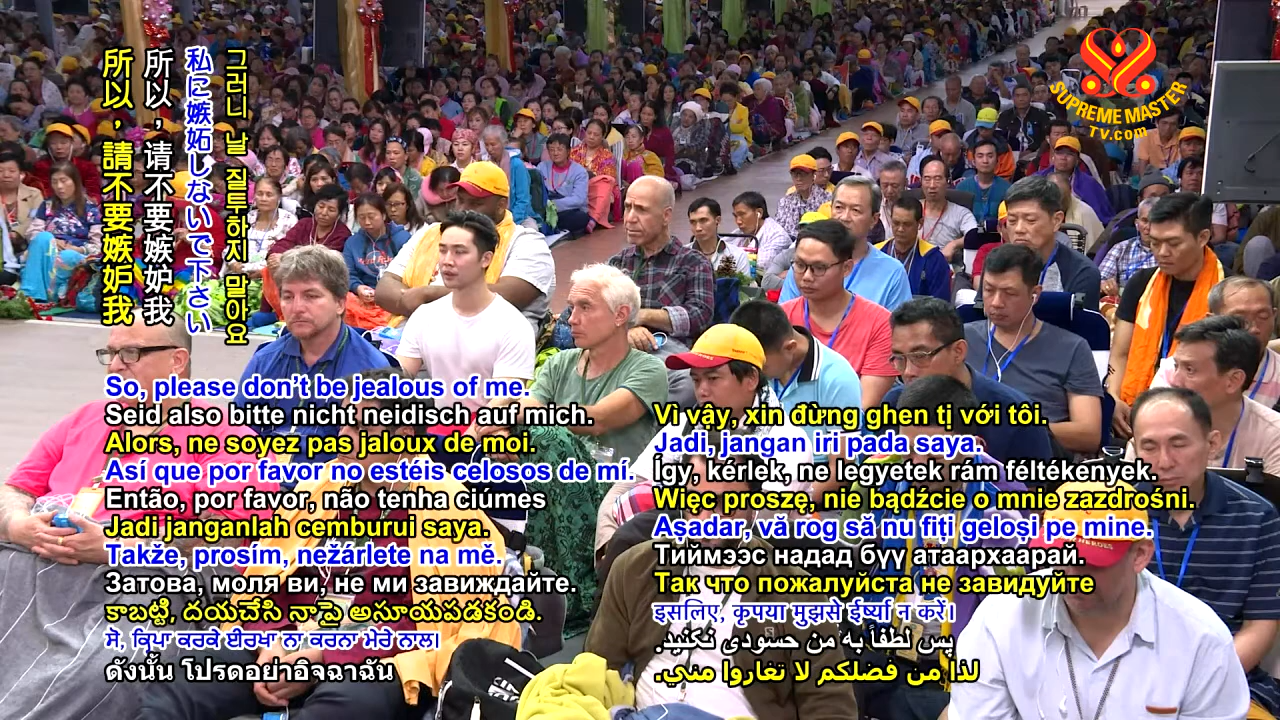 그러니 날 질투하지 말아요
私に嫉妬しないで下さい
所以，请不要嫉妒我
所以，請不要嫉妒我
SUPREME MASTER
TV.com
So, please don't be jealous of me.
Seid also bitte nicht neidisch auf mich.
Alors, ne soyez pas jaloux de moi.
Así que por favor no estéis celosos de mí.
Então, por favor, não tenha ciúmes
Jadi janganlah cemburui saya.
Takže, prosím, nežárlete na mě.
Затова, моля ви, не ми завиждайте.
కాబట్టి, దయచేసి నాపై అసూయపడకండి.
ਸੋ, ਕ੍ਰਿਪਾ ਕਰਕੇ ਈਰਖਾ ਨਾ ਕਰਨਾ ਮੇਰੇ ਨਾਲ।
ดังนั้น โปรดอย่าอิจฉาฉัน
Vì vậy, xin đừng ghen tị với tôi.
Jadi, jangan iri pada saya.
Így, kérlek, ne legyetek rám féltékenyek.
Więc proszę, nie bądźcie o mnie zazdrośni.
Așadar, vă rog să nu fiți geloși pe mine.
Тиймээс надад бүү атаархаарай.
Так что пожалуйста не завидуйте
इसलिए, कृपया मुझसे ईर्ष्या न करें।
پس لطفاً به من حسودی نکنید.
لذا من فضلكم لا تغاروا مني.